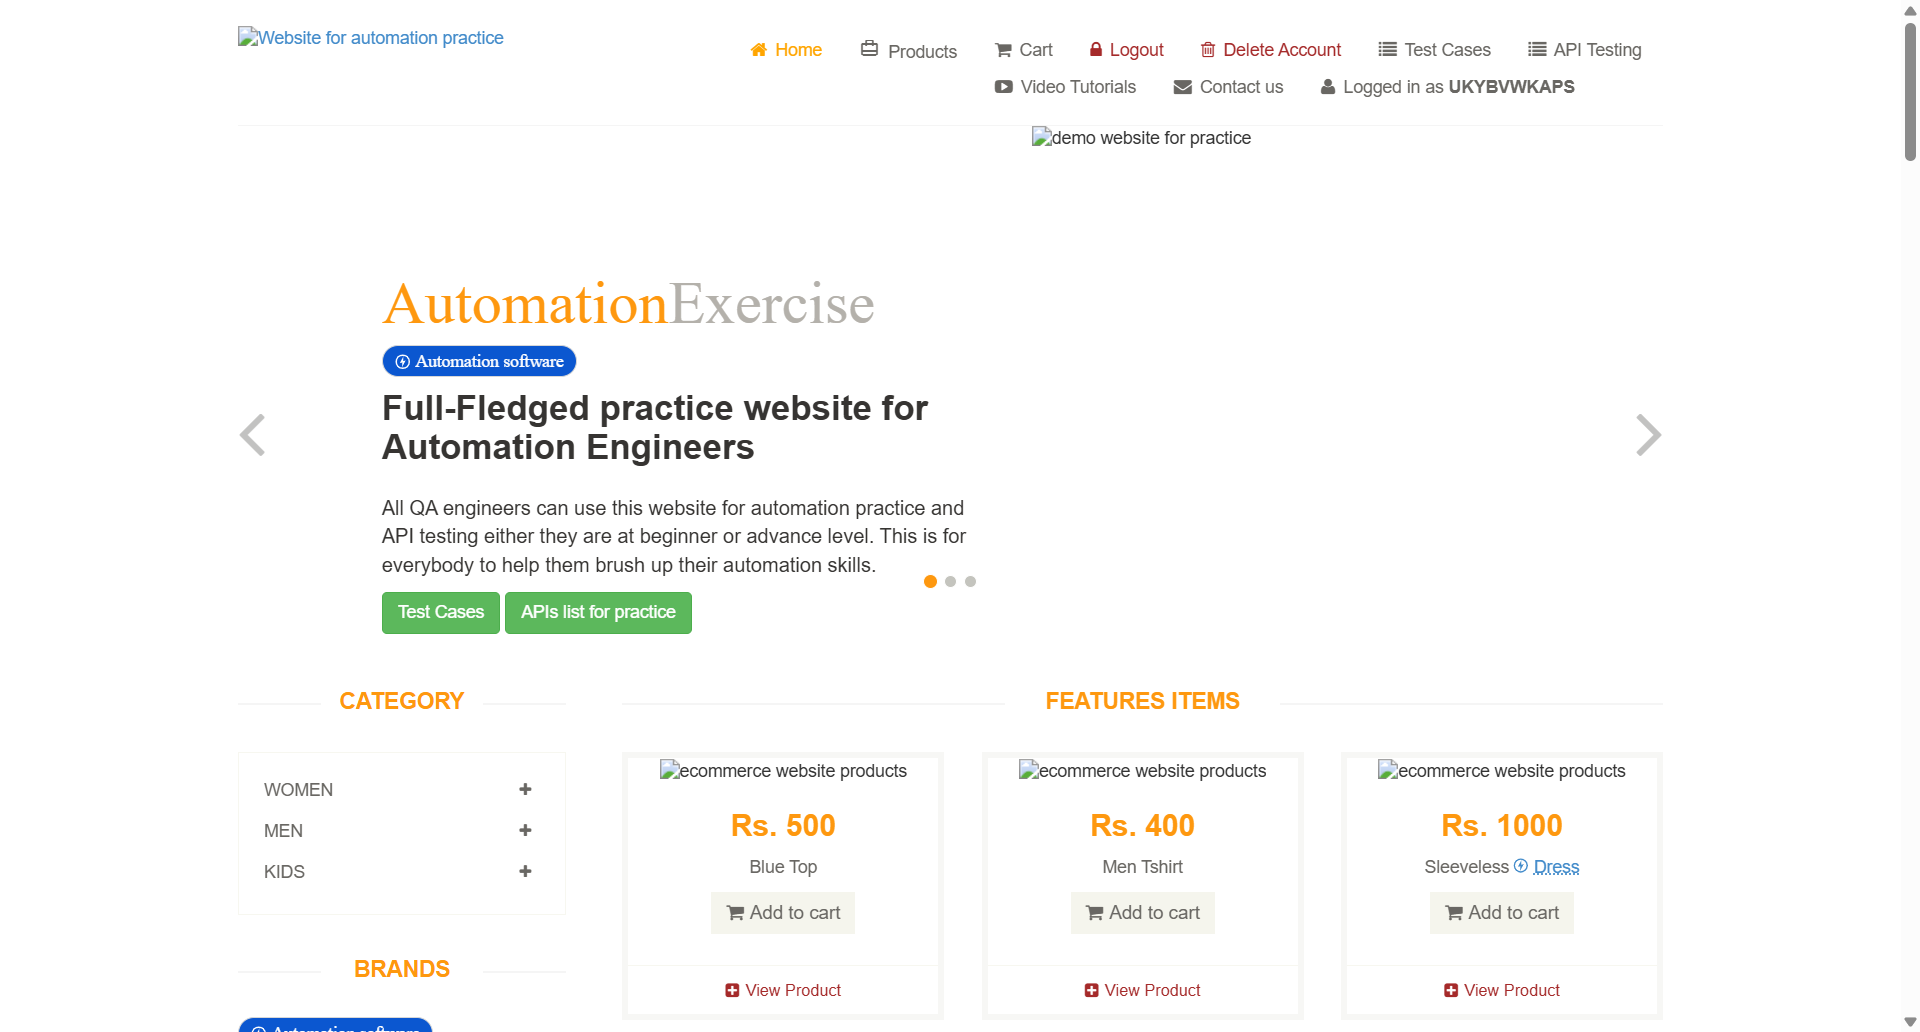 Website for automation practice
Home Products Cart Logout Delete Account Test Cases API Testing
Video Tutorials Contact us Logged in as UKYBVWKAPS
demo website for practice
AutomationExercise
Automation software
Full-Fledged practice website for
Automation Engineers
All QA engineers can use this website for automation practice and
API testing either they are at beginner or advance level. This is for
everybody to help them brush up their automation skills.
Test Cases APIs list for practice
CATEGORY
WOMEN
MEN
KIDS
BRANDS
Automation software
FEATURES ITEMS
ecommerce website products
Rs. 500
Blue Top
Add to cart
View Product
ecommerce website products
Rs. 400
Men Tshirt
Add to cart
View Product
ecommerce website products
Rs. 1000
Sleeveless Dress
Add to cart
View Product